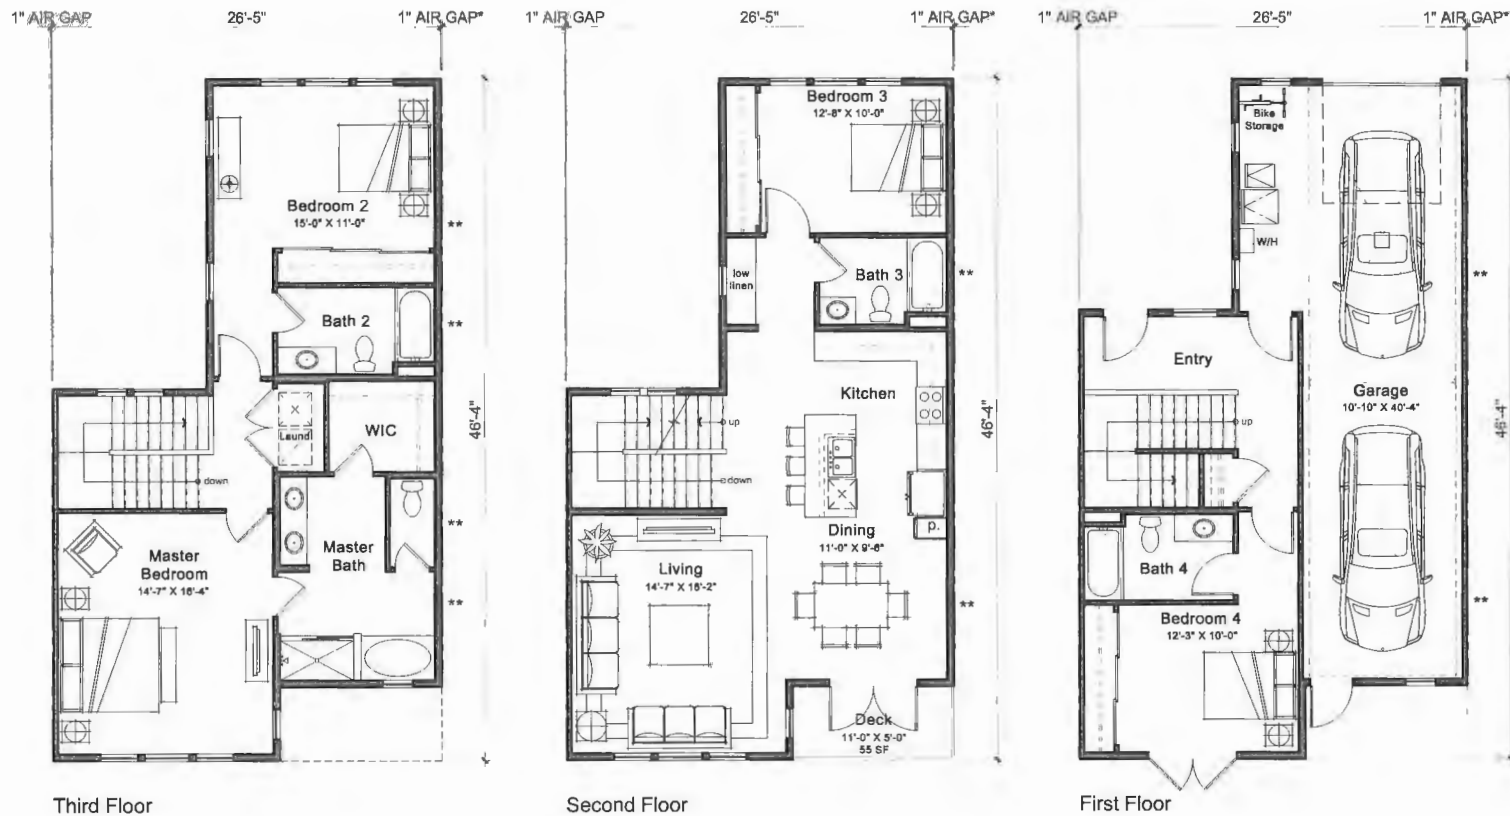 1" AIR GAP 26'-5" 1" AIR GAP*
Bedroom 2
15'-0" X 11'-0"
**
Bath 2
**
46'-4"
WIC
Laund
down
**
Master
Bedroom
14'-7" X 16'-4"
Master
Bath
**
Third Floor
1" AIR GAP 26'-5" 1" AIR GAP*
Bedroom 3
12'-8" X 10'-0"
low
linen
Bath 3
**
Kitchen
46'-4"
up
down
P.
Dining
11'-0" X 9'-6"
Living
14'-7" X 16'-2"
**
Deck
11'-0" X 5'-0"
55 SF
Second Floor
1" AIR GAP 26'-5" 1" AIR GAP*
Bike
Storage
W/H
**
Entry
Garage
10'-10" X 40'-4"
46'-4"
up
Bath 4
**
Bedroom 4
12'-3" X 10'-0"
First Floor